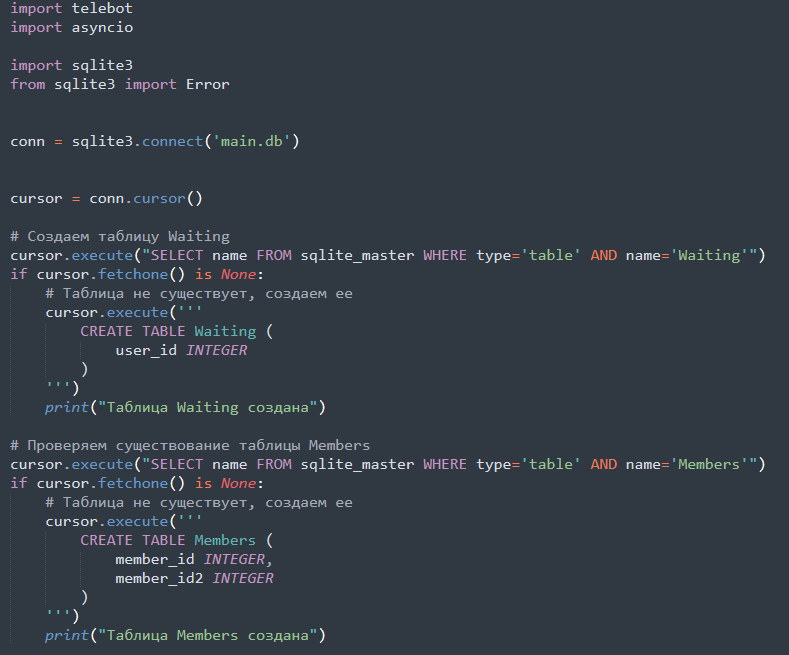 import telebot
import asyncio
import sqlite3
from sqlite3 import Error
conn = sqlite3.connect('main.db')
cursor = conn.cursor()
# Создаем таблицу Waiting
cursor.execute("SELECT name FROM sqlite_master WHERE type='table' AND name='Waiting'")
if cursor.fetchone() is None:
    # Таблица не существует, создаем ее
    cursor.execute('''
        CREATE TABLE Waiting (
            user_id INTEGER
        )
    ''')
    print("Таблица Waiting создана")
# Проверяем существование таблицы Members
cursor.execute("SELECT name FROM sqlite_master WHERE type='table' AND name='Members'")
if cursor.fetchone() is None:
    # Таблица не существует, создаем ее
    cursor.execute('''
        CREATE TABLE Members (
            member_id INTEGER,
            member_id2 INTEGER
        )
    ''')
    print("Таблица Members создана")